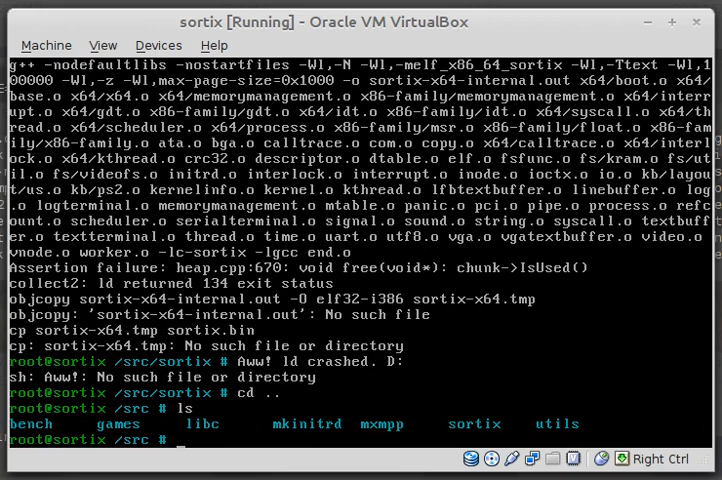 sortix [Running] - Oracle VM VirtualBox
Machine View Devices Help
g++ -nodefaultlibs -nostartfiles -Wl,-N -Wl,-melf_x86_64_sortix -Wl,-Ttext -Wl,1
00000 -Wl,-z -Wl,max-page-size=0x1000 -o sortix-x64-internal.out x64/boot.o x64/
base.o x64/x64.o x64/memorymanagement.o x86-family/memorymanagement.o x64/interr
upt.o x86-family/gdt.o x86-family/idt.o x64/syscall.o x64/th
read.o x64/scheduler.o x64/process.o x86-family/msr.o x86-family/float.o x86-fam
ily/x86-family.o ata.o bga.o calltrace.o com.o copy.o x64/calltrace.o x64/interl
ock.o x64/kthread.o crc32.o descriptor.o dtable.o elf.o fsfunc.o fs/kram.o fs/ut
il.o fs/videofs.o initrd.o interlock.o interrupt.o inode.o ioctx.o io.o kb/layou
t/us.o kb/ps2.o kernelinfo.o kernel.o kthread.o lfbtextbuffer.o linebuffer.o log
.o logterminal.o memorymanagement.o mtable.o panic.o pci.o pipe.o process.o refc
ount.o scheduler.o serialterminal.o signal.o sound.o string.o syscall.o textbuff
er.o textterminal.o thread.o time.o uart.o utf8.o vga.o vgatextbuffer.o video.o
vnode.o worker.o -lc-sortix -lgcc end.o
Assertion failure: heap.cpp:670: void free(void*): chunk->IsUsed()
collect2: ld returned 134 exit status
objcopy sortix-x64-internal.out -O elf32-i386 sortix-x64.tmp
objcopy: 'sortix-x64-internal.out': No such file
cp sortix-x64.tmp sortix.bin
cp: sortix-x64.tmp: No such file or directory
root@sortix /src/sortix # Aww! ld crashed. D:
sh: Aww!: No such file or directory
root@sortix /src/sortix # cd ..
root@sortix /src # ls
bench games libc mkinitrd mxmpp sortix utils
root@sortix /src #
Right Ctrl